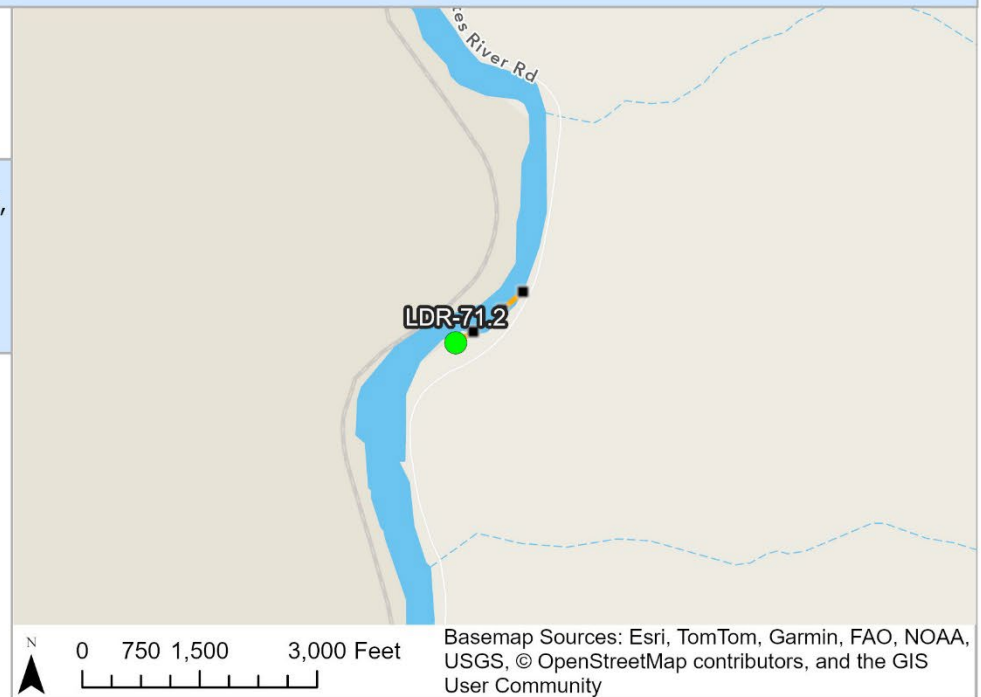 River Rd
,
LDR-71.2
N
0 750 1,500 3,000 Feet
Basemap Sources: Esri, TomTom, Garmin, FAO, NOAA,
USGS, © OpenStreetMap contributors, and the GIS
User Community